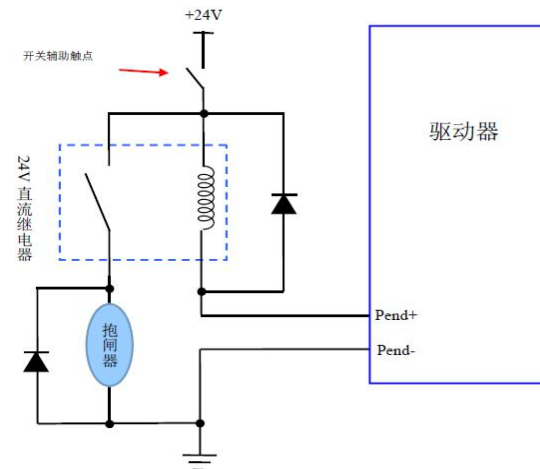 +24V
开关辅助触点
驱动器
24V 直流继电器
Pend+
抱闸器
Pend-